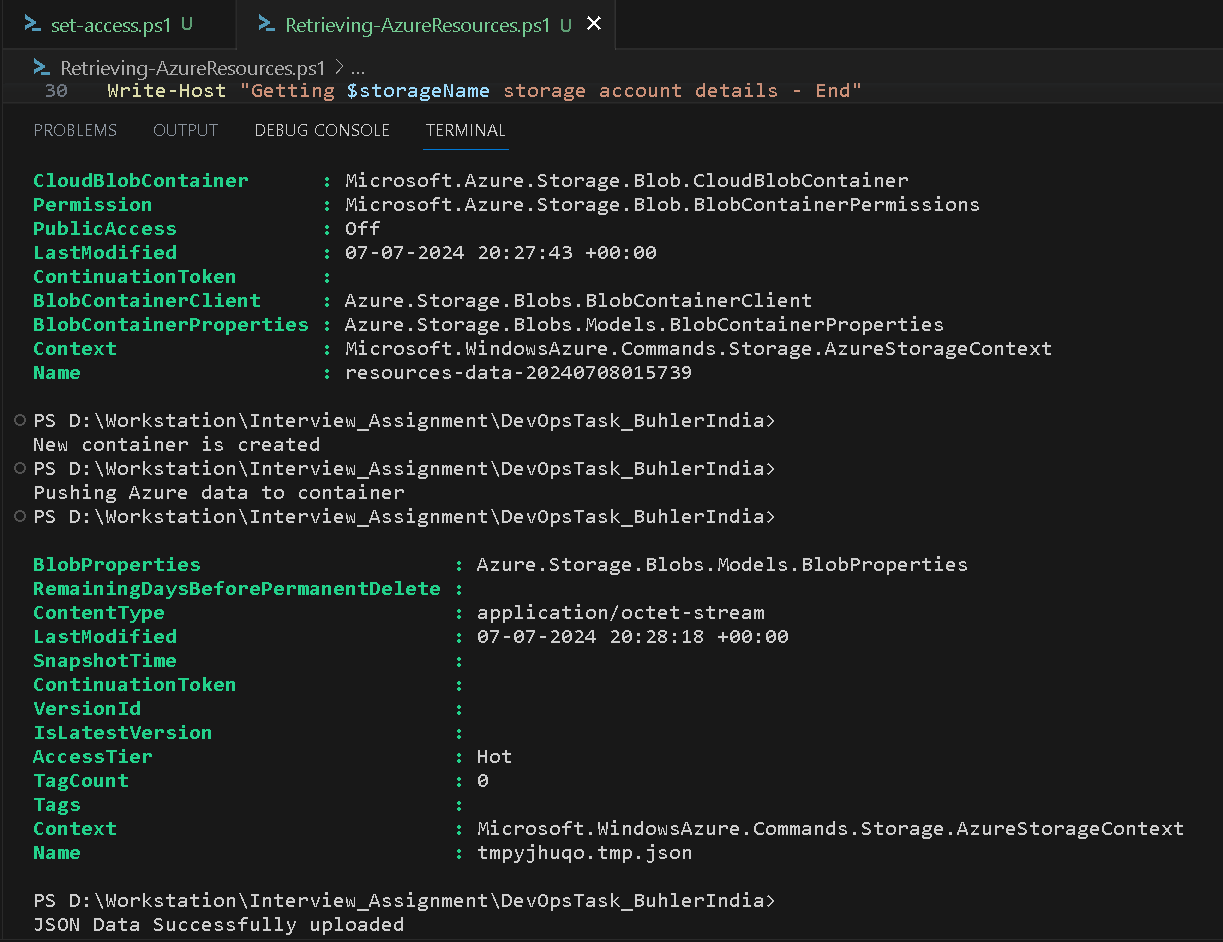 set-access.ps1 U
Retrieving-AzureResources.ps1 U
Retrieving-AzureResources.ps1 > ...
30 Write-Host "Getting $storageName storage account details - End"
PROBLEMS OUTPUT DEBUG CONSOLE TERMINAL
CloudBlobContainer : Microsoft.Azure.Storage.Blob.CloudBlobContainer
Permission : Microsoft.Azure.Storage.Blob.BlobContainerPermissions
PublicAccess : Off
LastModified : 07-07-2024 20:27:43 +00:00
ContinuationToken :
BlobContainerClient : Azure.Storage.Blobs.BlobContainerClient
BlobContainerProperties : Azure.Storage.Blobs.Models.BlobContainerProperties
Context : Microsoft.WindowsAzure.Commands.Storage.AzureStorageContext
Name : resources-data-20240708015739
PS D:\Workstation\Interview_Assignment\DevOpsTask_BuhlerIndia>
New container is created
PS D:\Workstation\Interview_Assignment\DevOpsTask_BuhlerIndia>
Pushing Azure data to container
PS D:\Workstation\Interview_Assignment\DevOpsTask_BuhlerIndia>
BlobProperties : Azure.Storage.Blobs.Models.BlobProperties
RemainingDaysBeforePermanentDelete :
ContentType : application/octet-stream
LastModified : 07-07-2024 20:28:18 +00:00
SnapshotTime :
ContinuationToken :
VersionId :
IsLatestVersion :
AccessTier : Hot
TagCount : 0
Tags :
Context : Microsoft.WindowsAzure.Commands.Storage.AzureStorageContext
Name : tmpyjhuqo.tmp.json
PS D:\Workstation\Interview_Assignment\DevOpsTask_BuhlerIndia>
JSON Data Successfully uploaded